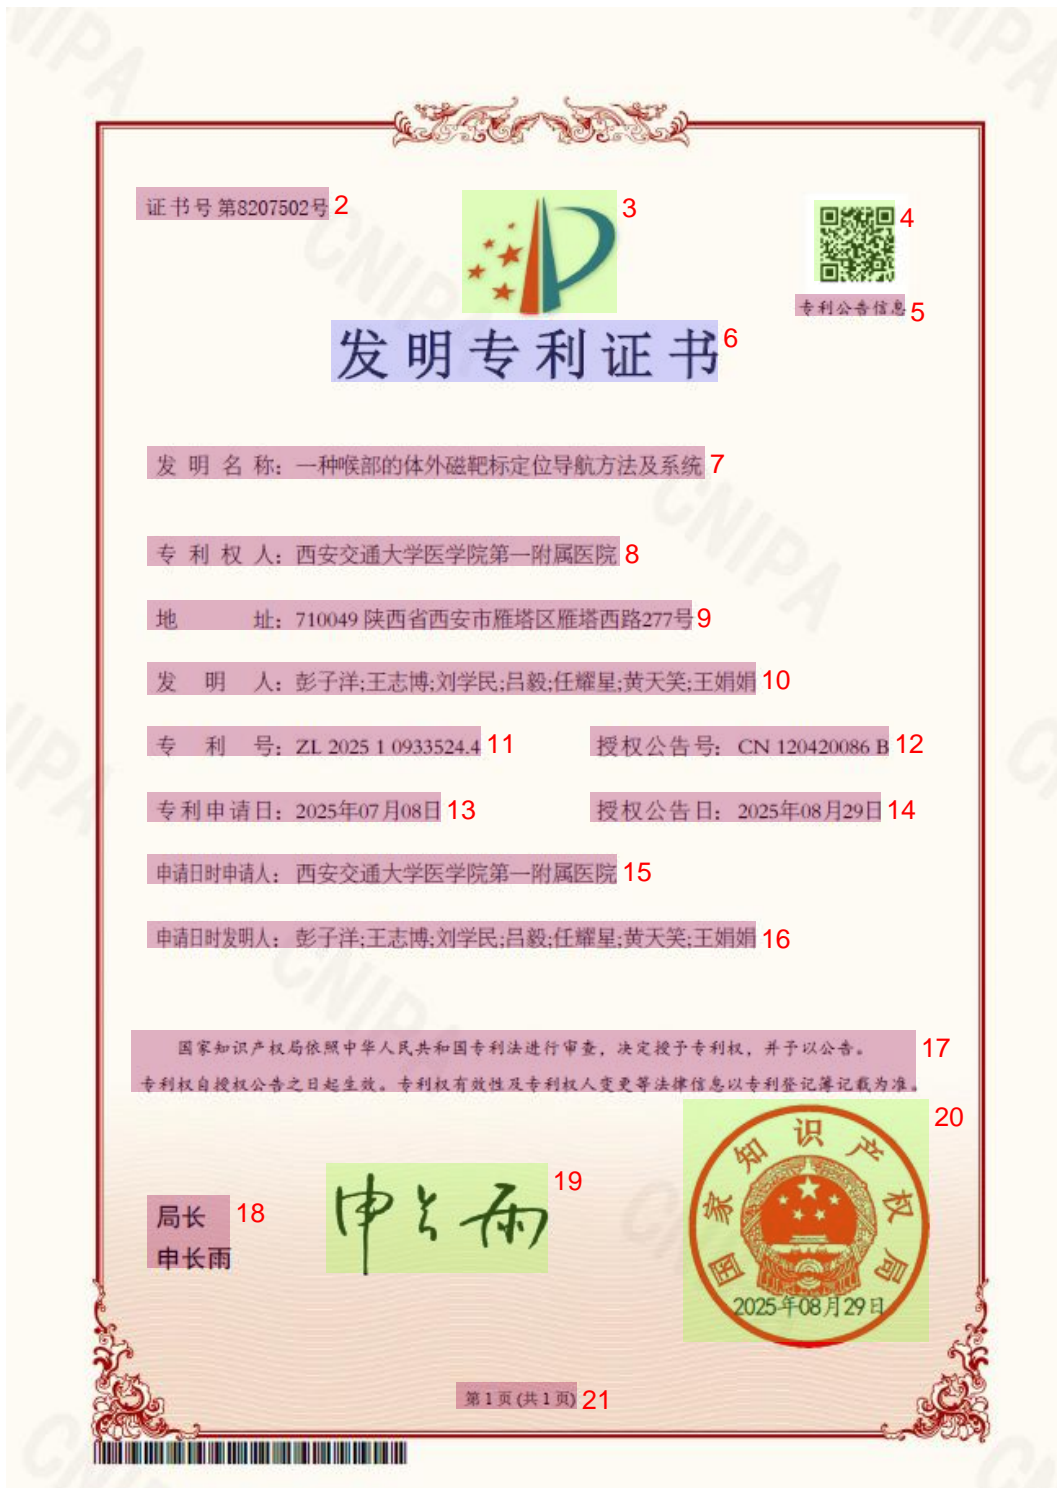 证书号第8207502号 2
3
4
专利公告信息 5
发明专利证书 6
发明名称：一种喉部的体外磁靶标定位导航方法及系统 7
专利权人：西安交通大学医学院第一附属医院 8
地址：710049 陕西省西安市雁塔区雁塔西路277号 9
发明人：彭子洋;王志博;刘学民;吕毅;任耀星;黄天笑;王娟娟 10
专利号：ZL 2025 1 0933524.4 11
授权公告号：CN 120420086 B 12
专利申请日：2025年07月08日 13
授权公告日：2025年08月29日 14
申请日时申请人：西安交通大学医学院第一附属医院 15
申请日时发明人：彭子洋;王志博;刘学民;吕毅;任耀星;黄天笑;王娟娟 16
国家知识产权局依照中华人民共和国专利法进行审查，决定授予专利权，并予以公告。 17
专利权自授权公告之日起生效。专利权有效性及专利权人变更等法律信息以专利登记簿记载为准。
局长 18
申长雨
申长雨 19
国家知识产权局 20
2025年08月29日
第 1 页 (共 1 页) 21
CNIPA
CNIPA
CNIPA
CNIPA
CNIPA
CNIPA